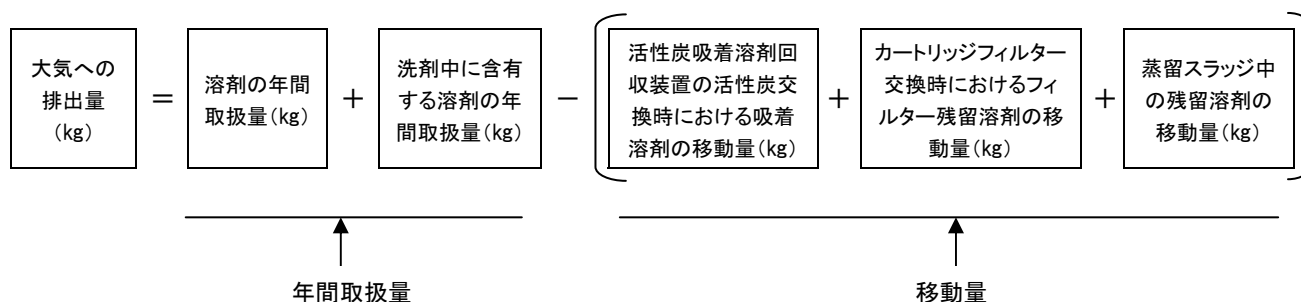 大気への
排出量
(kg)
＝
溶剤の年間
取扱量(kg)
＋
洗剤中に含有
する溶剤の年
間取扱量(kg)
－
活性炭吸着溶剤回
収装置の活性炭交
換時における吸着
溶剤の移動量(kg)
＋
カートリッジフィルター
交換時におけるフィ
ルター残留溶剤の移
動量(kg)
＋
蒸留スラッジ中
の残留溶剤の
移動量(kg)
年間取扱量
移動量